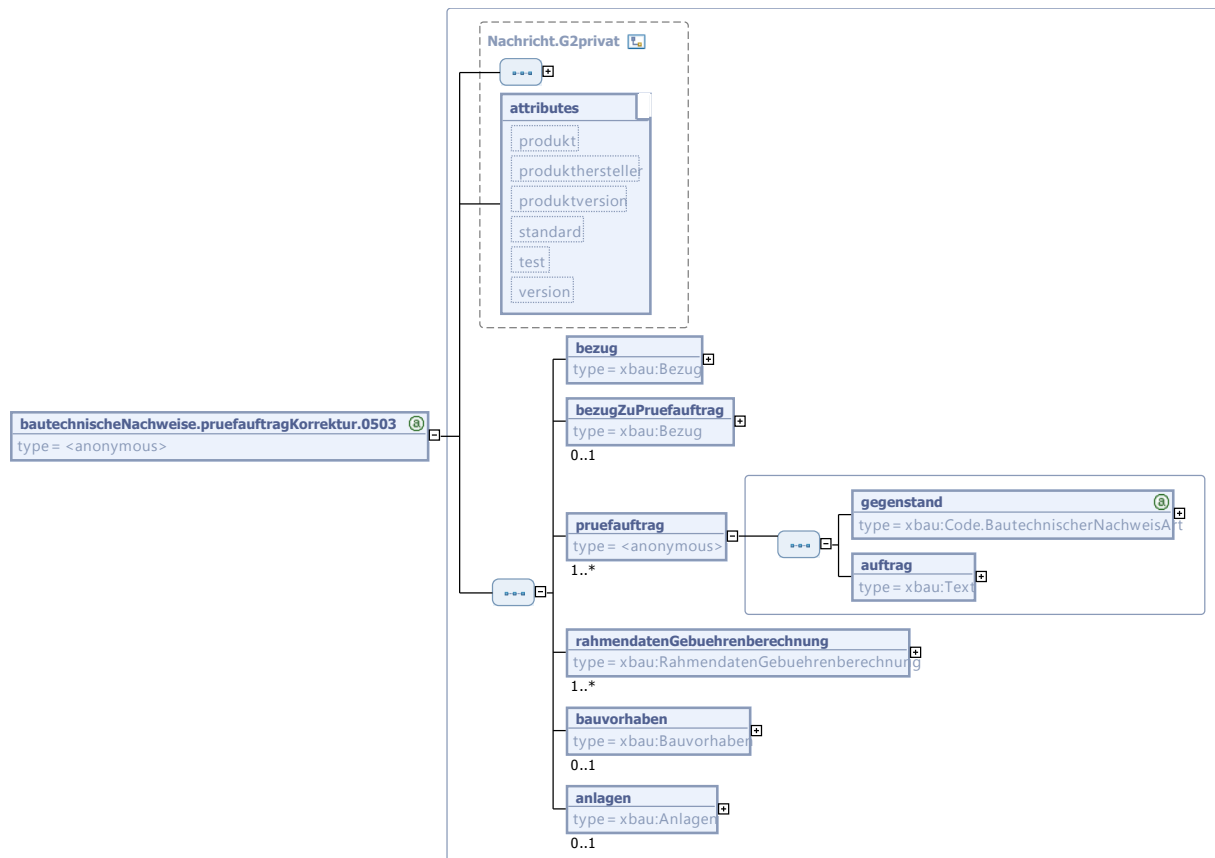 Nachricht.G2privat
attributes
produkt
produkthersteller
produktversion
standard
test
version
bautechnischeNachweise.pruefauftragKorrektur.0503 a
type = <anonymous>
bezug
type = xbau:Bezug
bezugZuPruefauftrag
type = xbau:Bezug
0..1
pruefauftrag
type = <anonymous>
1..*
gegenstand a
type = xbau:Code.BautechnischerNachweisArt
auftrag
type = xbau:Text
rahmendatenGebuehrenberechnung
type = xbau:RahmendatenGebuehrenberechnung
1..*
bauvorhaben
type = xbau:Bauvorhaben
0..1
anlagen
type = xbau:Anlagen
0..1